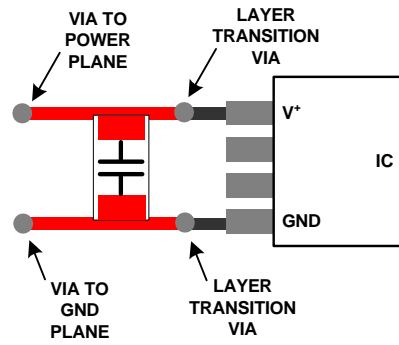 VIA TO
POWER
PLANE
LAYER
TRANSITION
VIA
V+
IC
GND
VIA TO
GND
PLANE
LAYER
TRANSITION
VIA